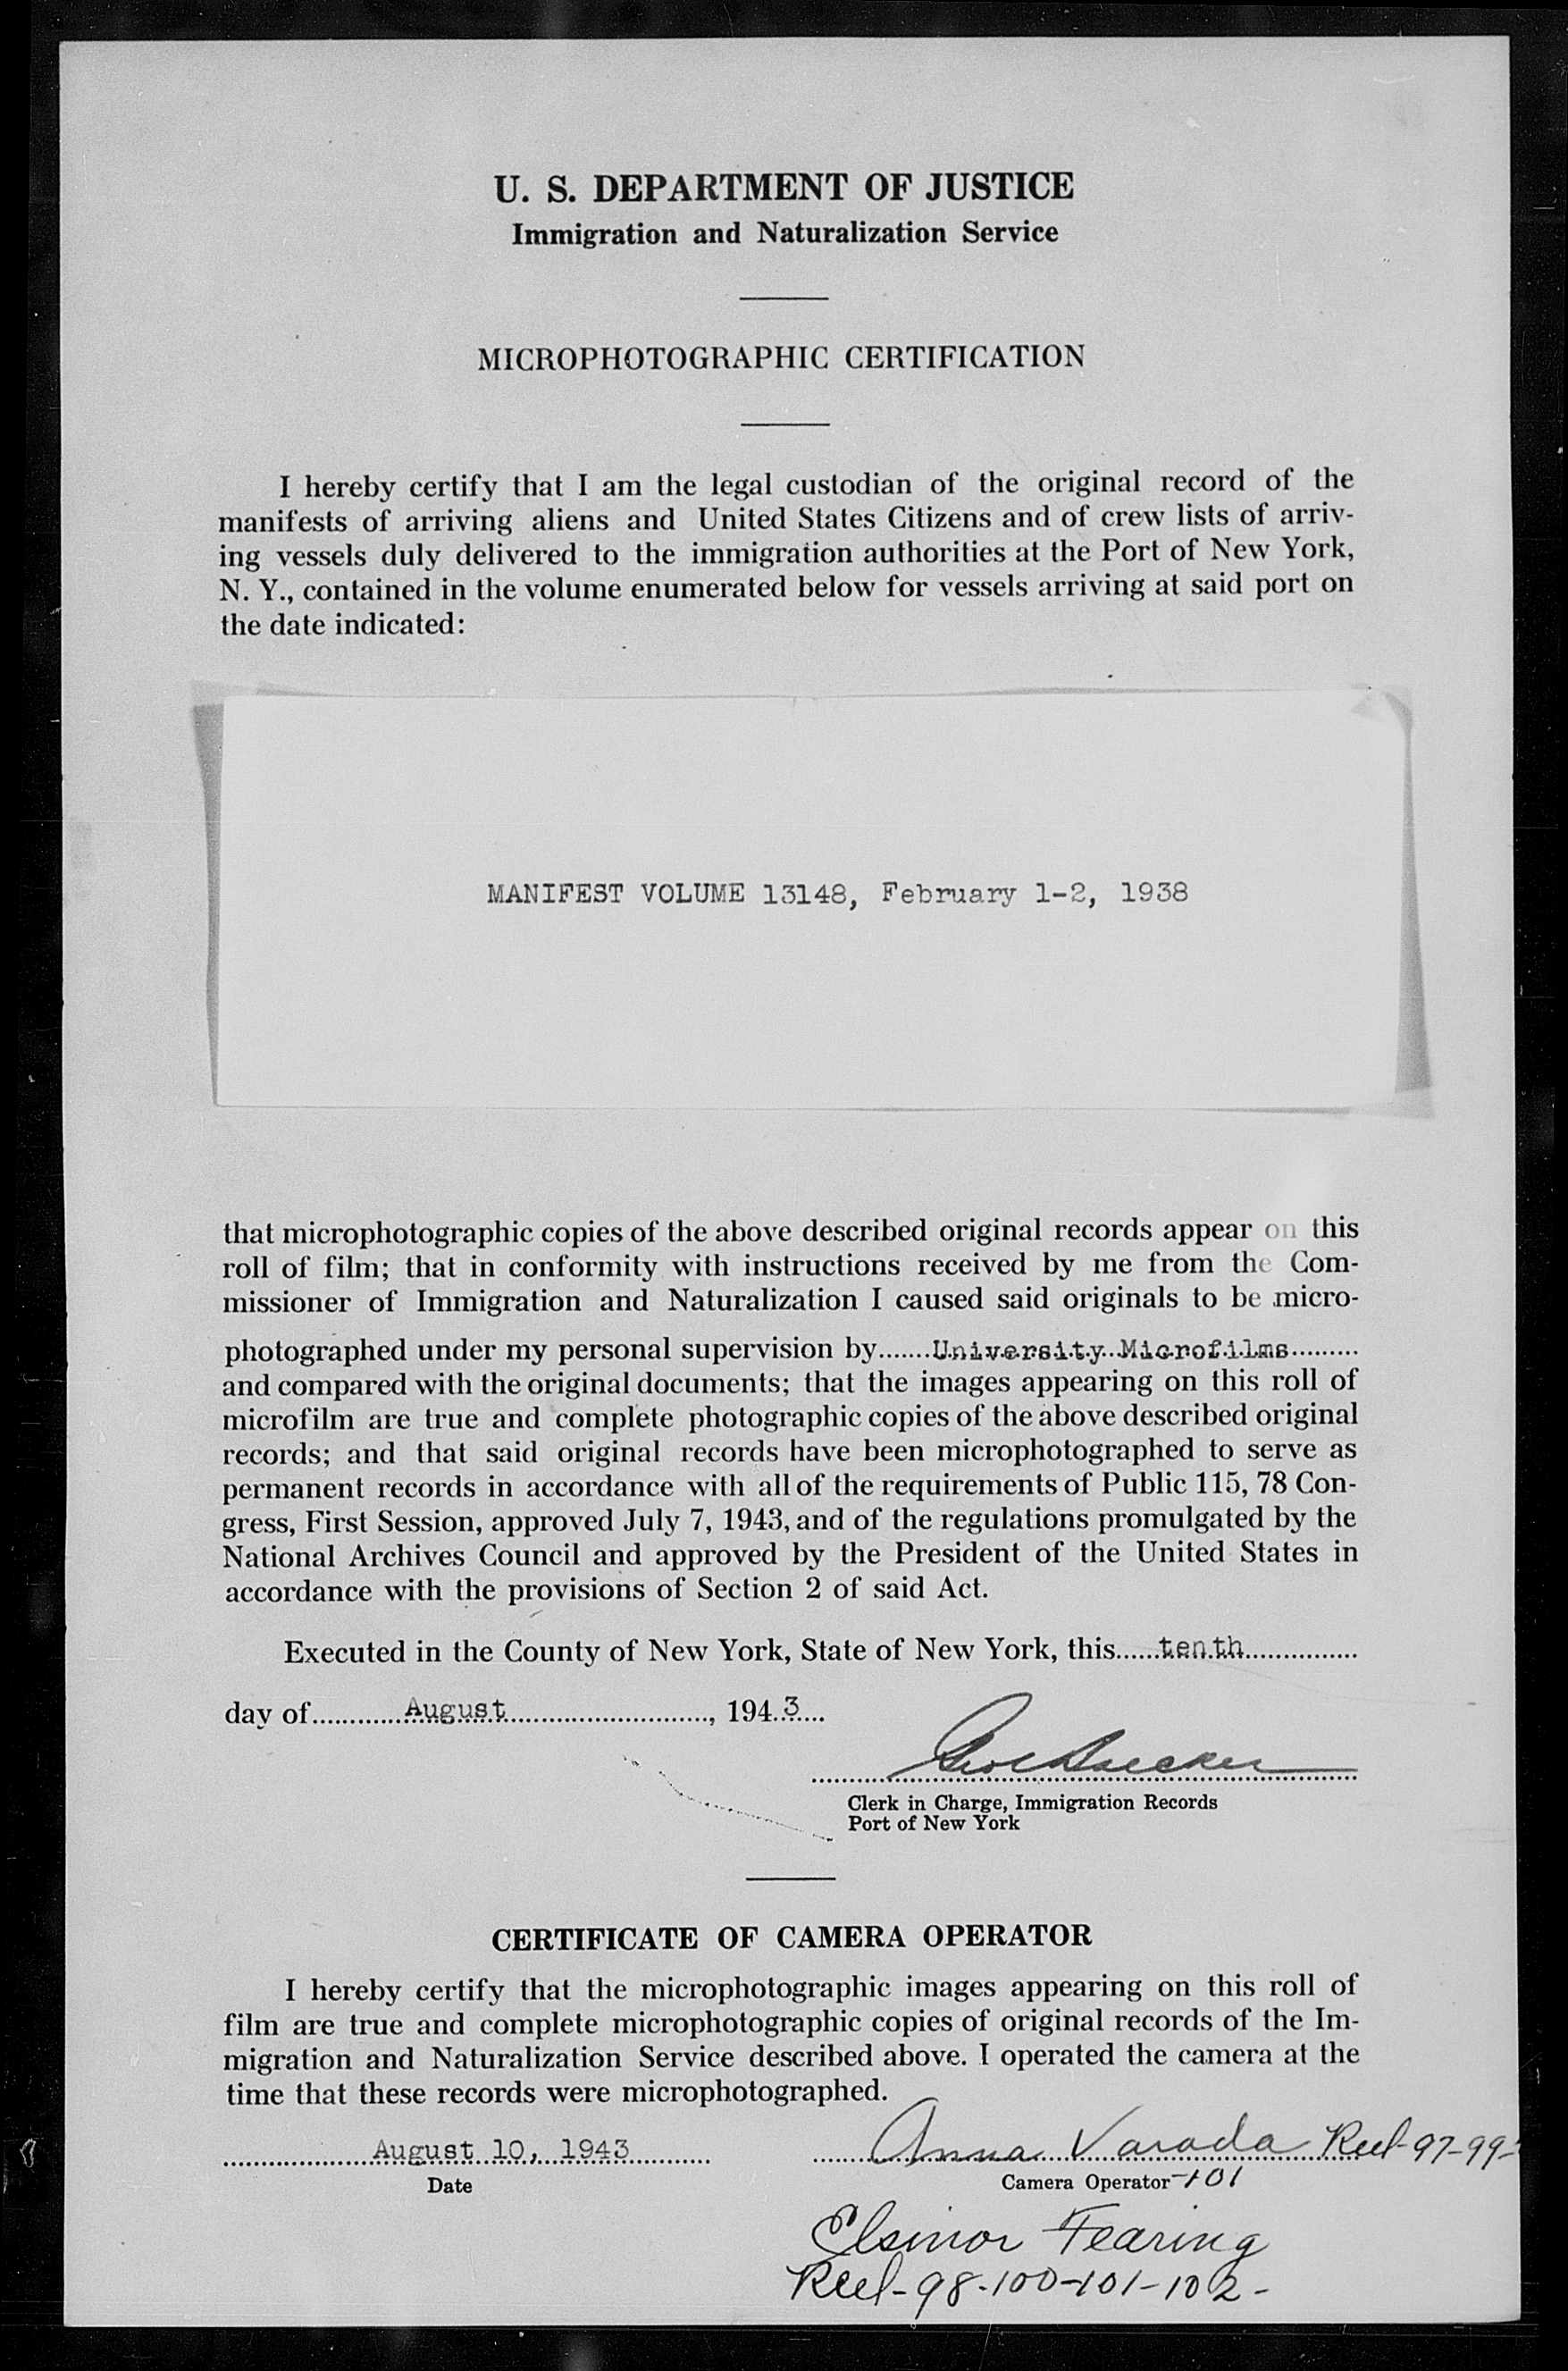 U. S. DEPARTMENT OF JUSTICE
Immigration and Naturalization Service
MICROPHOTOGRAPHIC CERTIFICATION
I hereby certify that I am the legal custodian of the original record of the
manifests of arriving aliens and United States Citizens and of crew lists of arriv-
ing vessels duly delivered to the immigration authorities at the Port of New York,
N. Y., contained in the volume enumerated below for vessels arriving at said port on
the date indicated:
MANIFEST VOLUME 13148, February 1-2, 1938
that microphotographic copies of the above described original records appear on this
roll of film; that in conformity with instructions received by me from the Com-
missioner of Immigration and Naturalization I caused said originals to be micro-
photographed under my personal supervision by University Microfilms
and compared with the original documents; that the images appearing on this roll of
microfilm are true and complete photographic copies of the above described original
records; and that said original records have been microphotographed to serve as
permanent records in accordance with all of the requirements of Public 115, 78 Con-
gress, First Session, approved July 7, 1943, and of the regulations promulgated by the
National Archives Council and approved by the President of the United States in
accordance with the provisions of Section 2 of said Act.
Executed in the County of New York, State of New York, this tenth
day of August, 1943
Clerk in Charge, Immigration Records
Port of New York
CERTIFICATE OF CAMERA OPERATOR
I hereby certify that the microphotographic images appearing on this roll of
film are true and complete microphotographic copies of original records of the Im-
migration and Naturalization Service described above. I operated the camera at the
time that these records were microphotographed.
August 10, 1943 Anna Varada Reel-97-99-
Date Camera Operator -101
Elsinor Fearing
Reel-98-100-101-102-